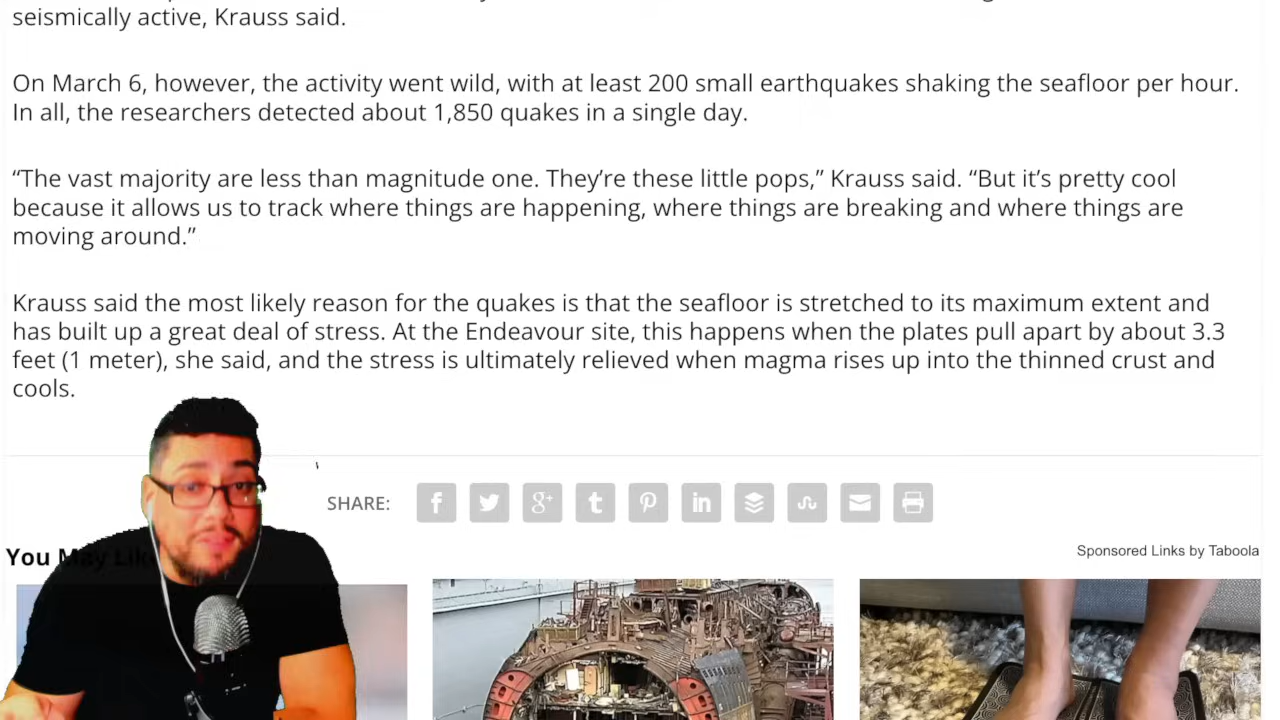 seismically active, Krauss said.
On March 6, however, the activity went wild, with at least 200 small earthquakes shaking the seafloor per hour.
In all, the researchers detected about 1,850 quakes in a single day.
“The vast majority are less than magnitude one. They’re these little pops,” Krauss said. “But it’s pretty cool
because it allows us to track where things are happening, where things are breaking and where things are
moving around.”
Krauss said the most likely reason for the quakes is that the seafloor is stretched to its maximum extent and
has built up a great deal of stress. At the Endeavour site, this happens when the plates pull apart by about 3.3
feet (1 meter), she said, and the stress is ultimately relieved when magma rises up into the thinned crust and
cools.
SHARE:
You May Lik
Sponsored Links by Taboola